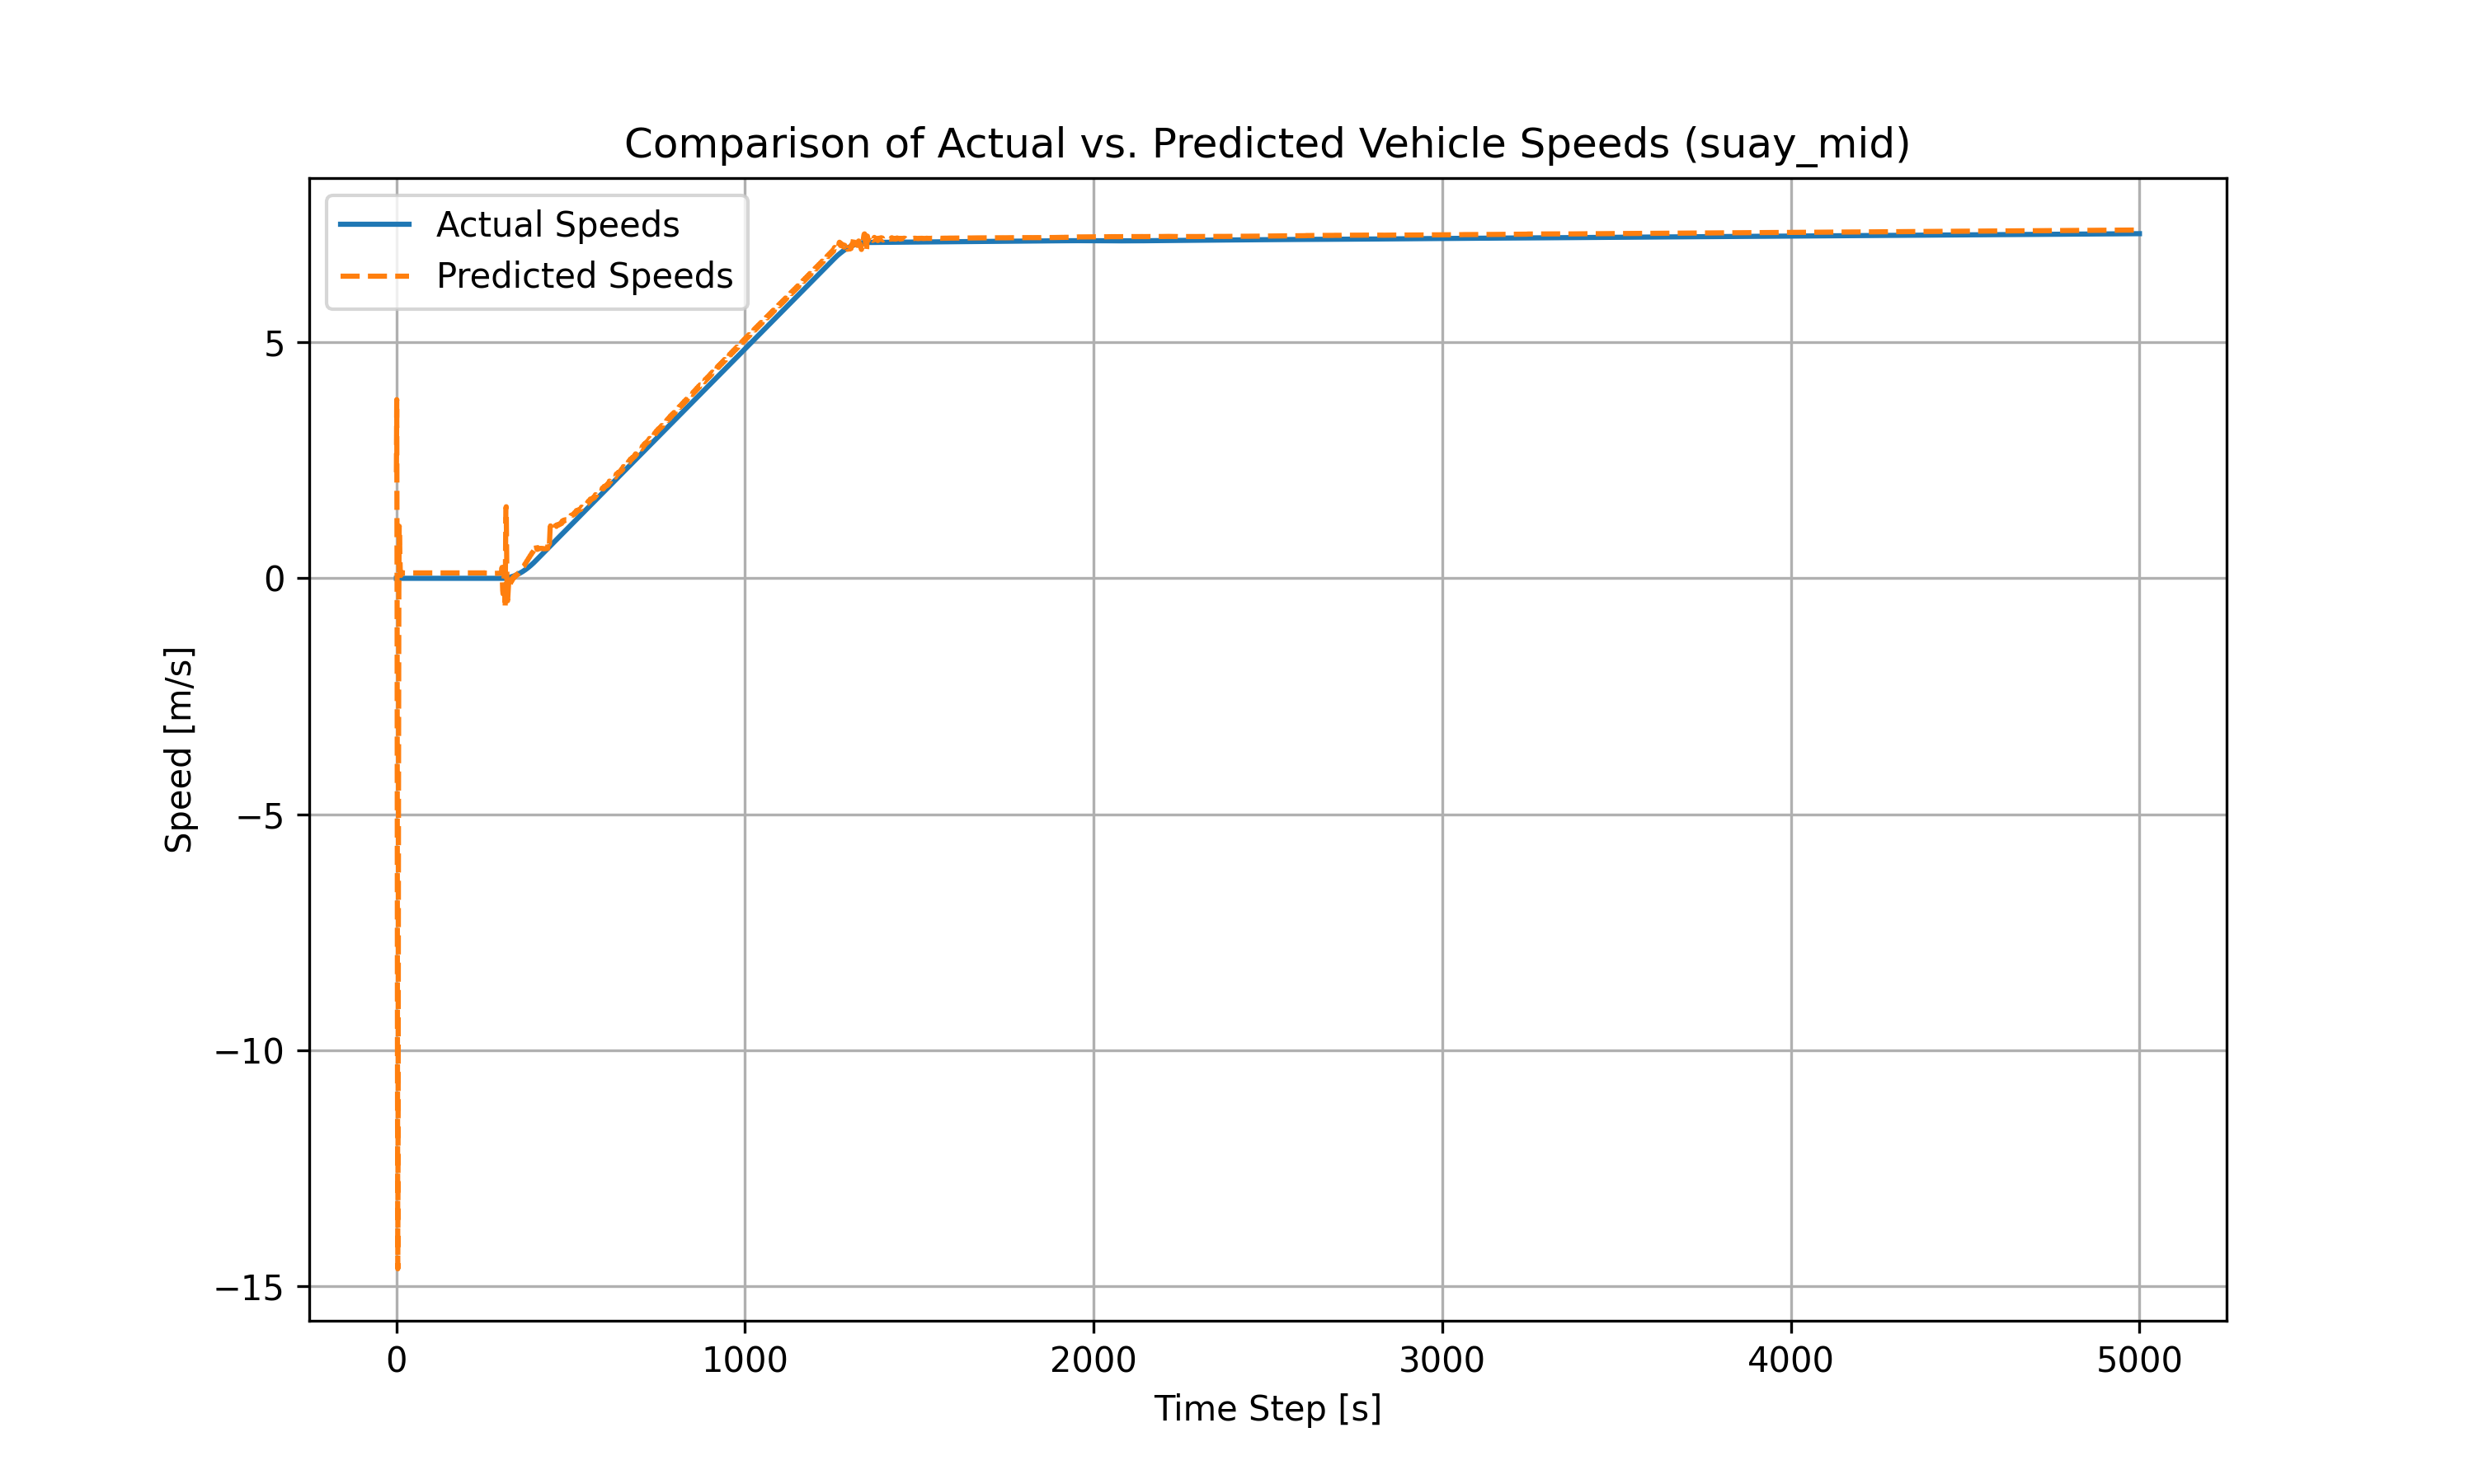 Comparison of Actual vs. Predicted Vehicle Speeds (suay_mid)
Actual Speeds
Predicted Speeds
5
0
−5
−10
−15
Speed [m/s]
0 1000 2000 3000 4000 5000
Time Step [s]